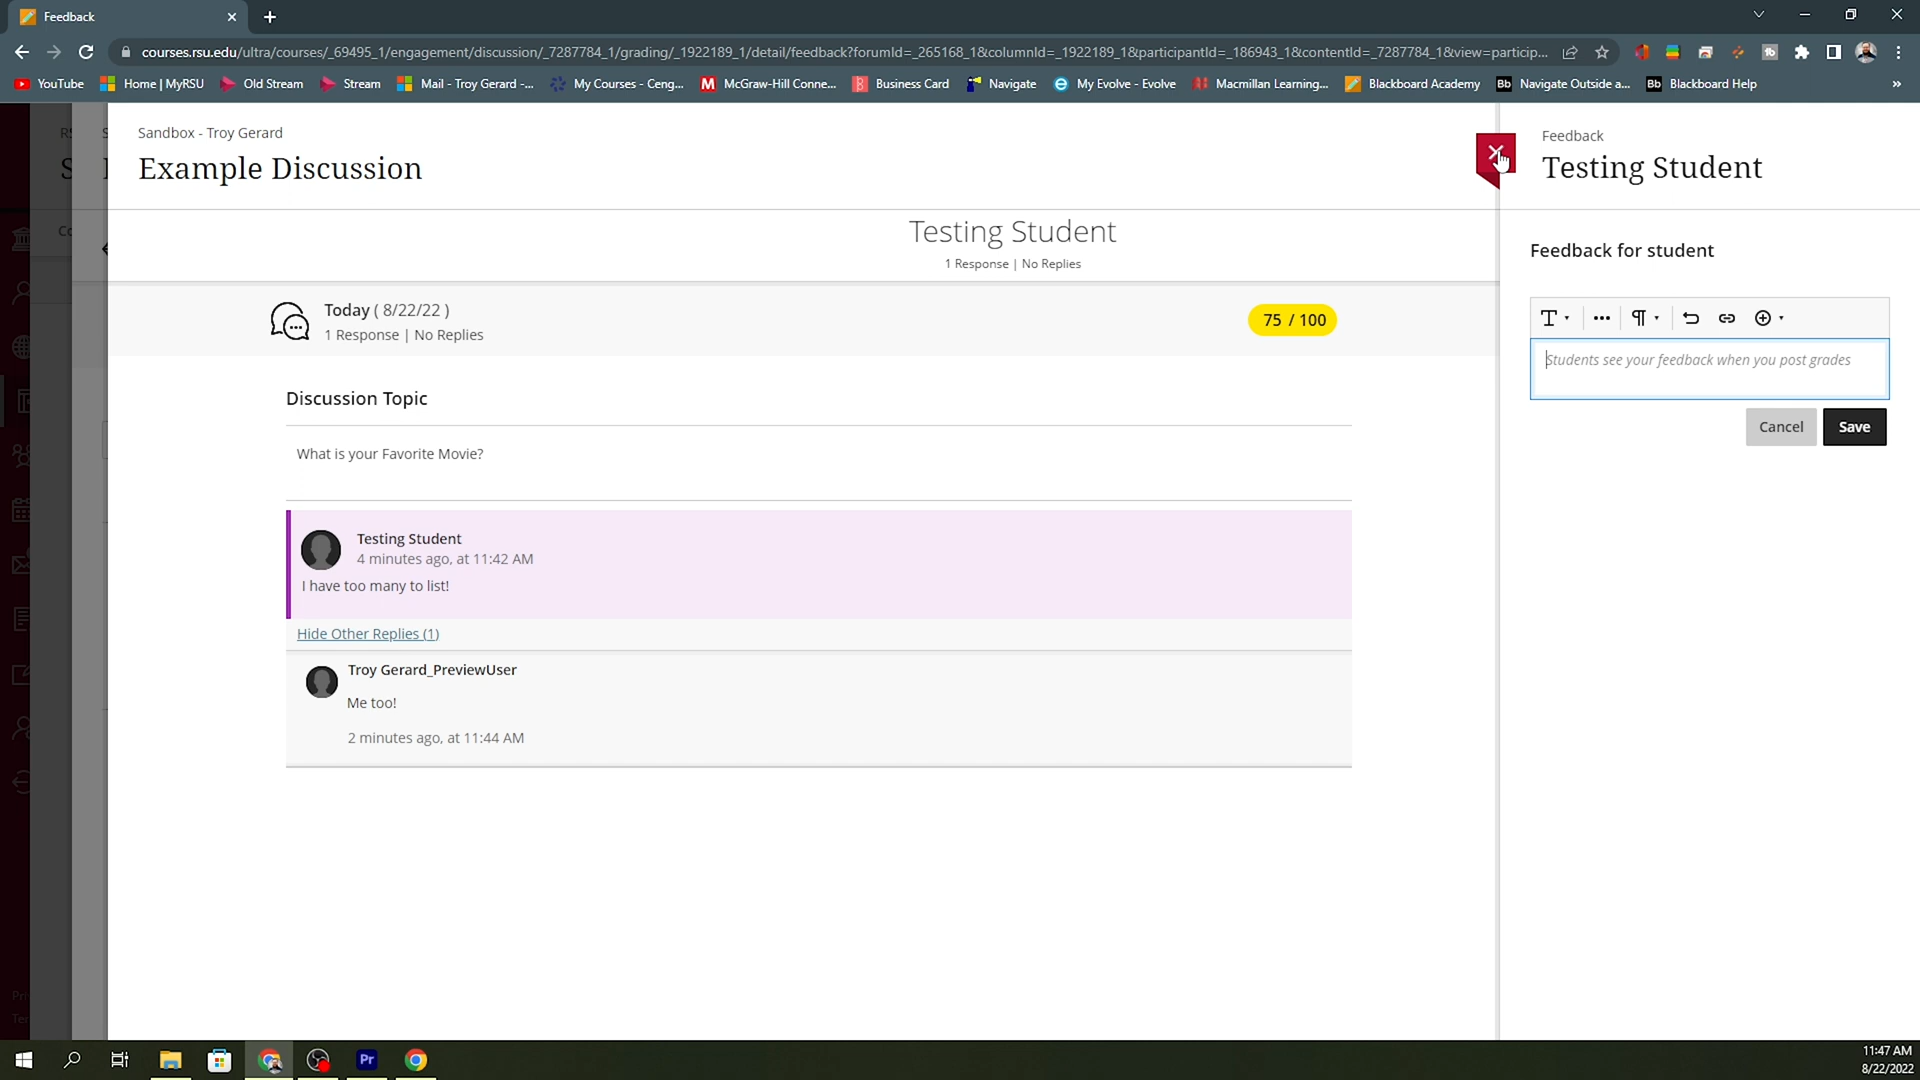 Feedback
courses.rsu.edu/ultra/courses/_69495_1/engagement/discussion/_7287784_1/grading/_1922189_1/detail/feedback?forumId=_265168_1&columnId=_1922189_1&participantId=_186943_1&contentId=_7287784_1&view=particip...
YouTube Home | MyRSU Old Stream Stream Mail - Troy Gerard -... My Courses - Ceng... McGraw-Hill Conne... Business Card Navigate My Evolve - Evolve Macmillan Learning... Blackboard Academy Navigate Outside a... Blackboard Help »
Sandbox - Troy Gerard
Example Discussion
Feedback
Testing Student
Testing Student
1 Response | No Replies
Feedback for student
Today ( 8/22/22 )
1 Response | No Replies
75 / 100
Students see your feedback when you post grades
Cancel Save
Discussion Topic
What is your Favorite Movie?
Testing Student
4 minutes ago, at 11:42 AM
I have too many to list!
Hide Other Replies (1)
Troy Gerard_PreviewUser
Me too!
2 minutes ago, at 11:44 AM
Pr
11:47 AM
8/22/2022